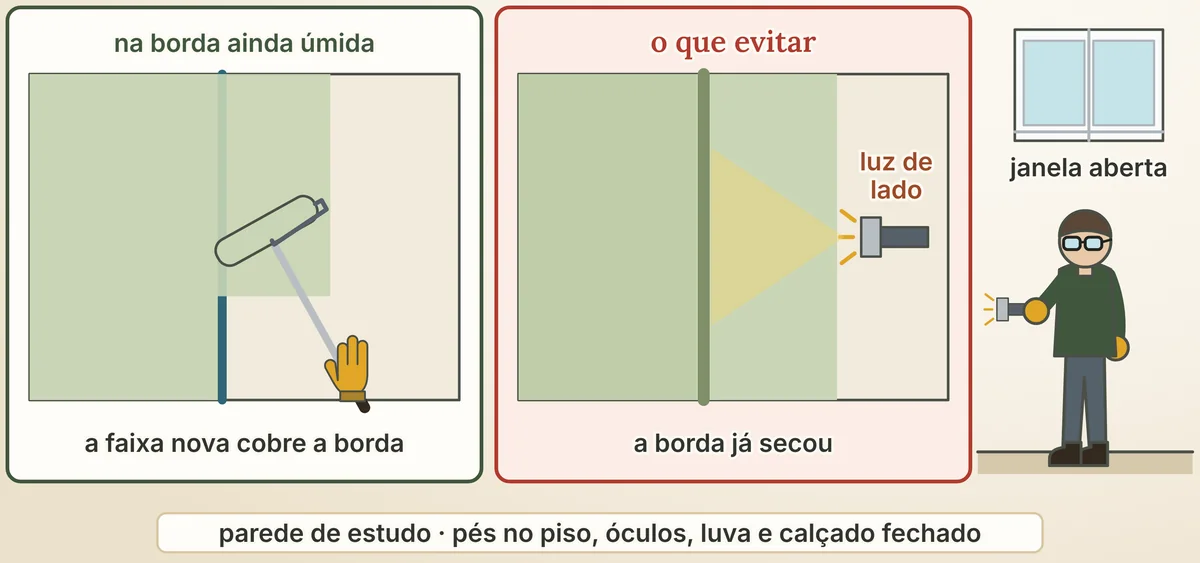 na borda ainda úmida
a faixa nova cobre a borda
o que evitar
luz de
lado
a borda já secou
janela aberta
parede de estudo · pés no piso, óculos, luva e calçado fechado